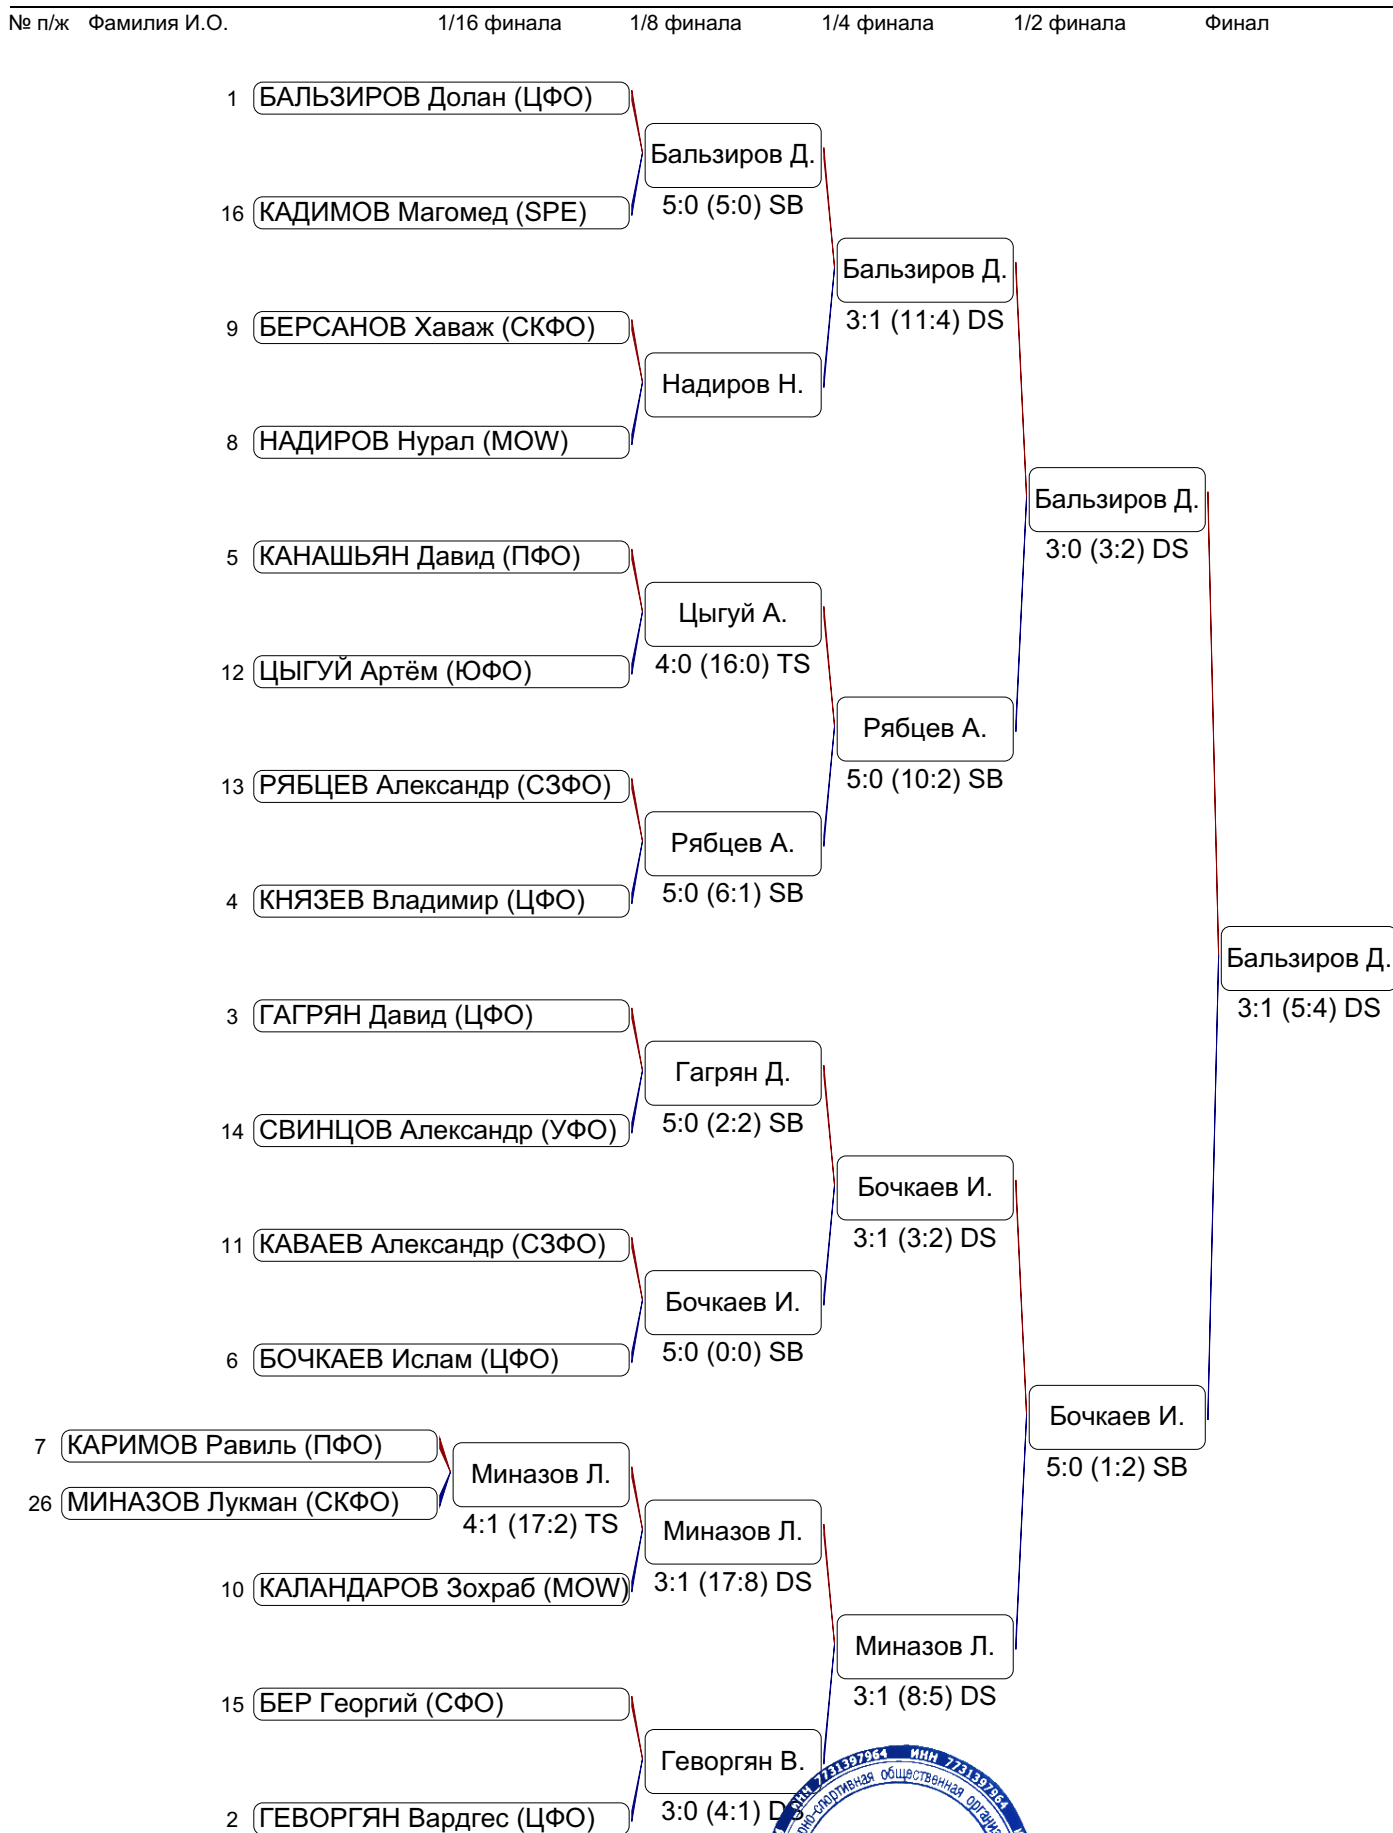 № п/ж Фамилия И.О. 1/16 финала 1/8 финала 1/4 финала 1/2 финала Финал
1 БАЛЬЗИРОВ Долан (ЦФО)
Бальзиров Д.
5:0 (5:0) SB
16 КАДИМОВ Магомед (SPE)
Бальзиров Д.
3:1 (11:4) DS
9 БЕРСАНОВ Хаваж (СКФО)
Надиров Н.
8 НАДИРОВ Нурал (MOW)
Бальзиров Д.
3:0 (3:2) DS
5 КАНАШЬЯН Давид (ПФО)
Цыгуй А.
4:0 (16:0) TS
12 ЦЫГУЙ Артём (ЮФО)
Рябцев А.
5:0 (10:2) SB
13 РЯБЦЕВ Александр (СЗФО)
Рябцев А.
5:0 (6:1) SB
4 КНЯЗЕВ Владимир (ЦФО)
Бальзиров Д.
3:1 (5:4) DS
3 ГАГРЯН Давид (ЦФО)
Гагрян Д.
5:0 (2:2) SB
14 СВИНЦОВ Александр (УФО)
Бочкаев И.
3:1 (3:2) DS
11 КАВАЕВ Александр (СЗФО)
Бочкаев И.
5:0 (0:0) SB
6 БОЧКАЕВ Ислам (ЦФО)
Бочкаев И.
5:0 (1:2) SB
7 КАРИМОВ Равиль (ПФО)
Миназов Л.
4:1 (17:2) TS
26 МИНАЗОВ Лукман (СКФО)
Миназов Л.
3:1 (17:8) DS
10 КАЛАНДАРОВ Зохраб (MOW)
Миназов Л.
3:1 (8:5) DS
15 БЕР Георгий (СФО)
Геворгян В.
3:0 (4:1) DS
2 ГЕВОРГЯН Вардгес (ЦФО)
ИНН 7731397964 ИНН 7731397964
спортивная общественная